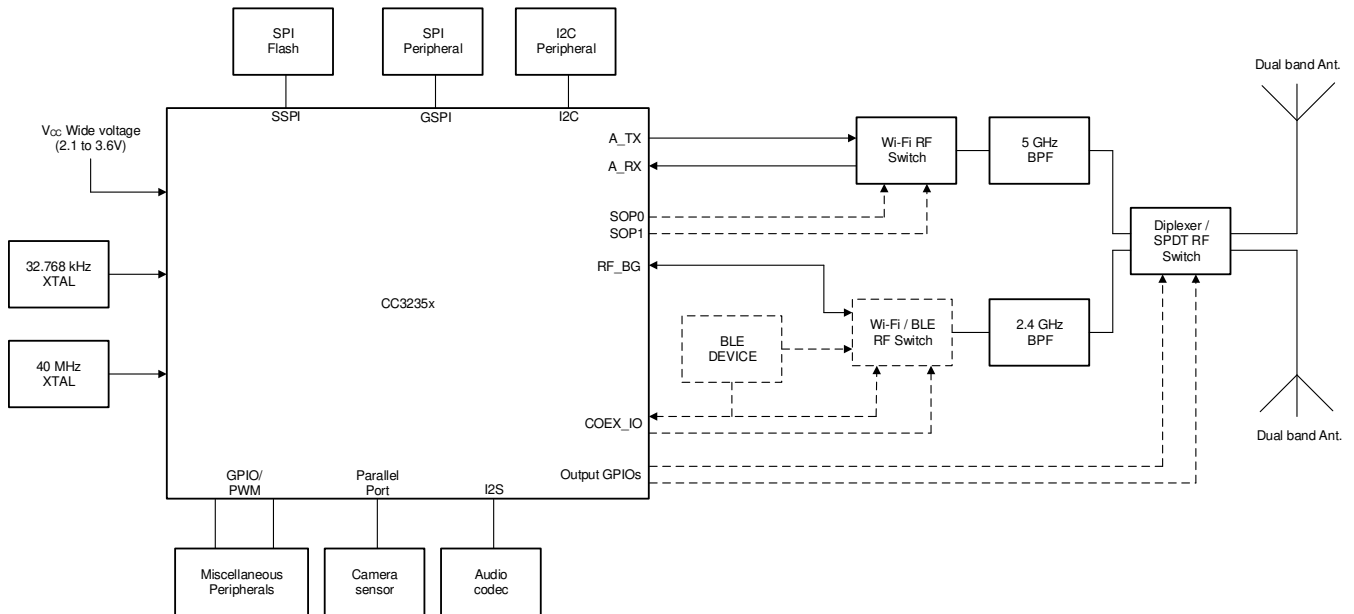 SPI
Flash
SPI
Peripheral
I2C
Peripheral
Dual band Ant.
SSPI
GSPI
I2C
VCC Wide voltage
(2.1 to 3.6V)
A_TX
A_RX
Wi-Fi RF
Switch
5 GHz
BPF
SOP0
SOP1
Diplexer /
SPDT RF
Switch
32.768 kHz
XTAL
RF_BG
CC3235x
BLE
DEVICE
Wi-Fi / BLE
RF Switch
2.4 GHz
BPF
40 MHz
XTAL
COEX_IO
Dual band Ant.
GPIO/
PWM
Parallel
Port
I2S
Output GPIOs
Miscellaneous
Peripherals
Camera
sensor
Audio
codec